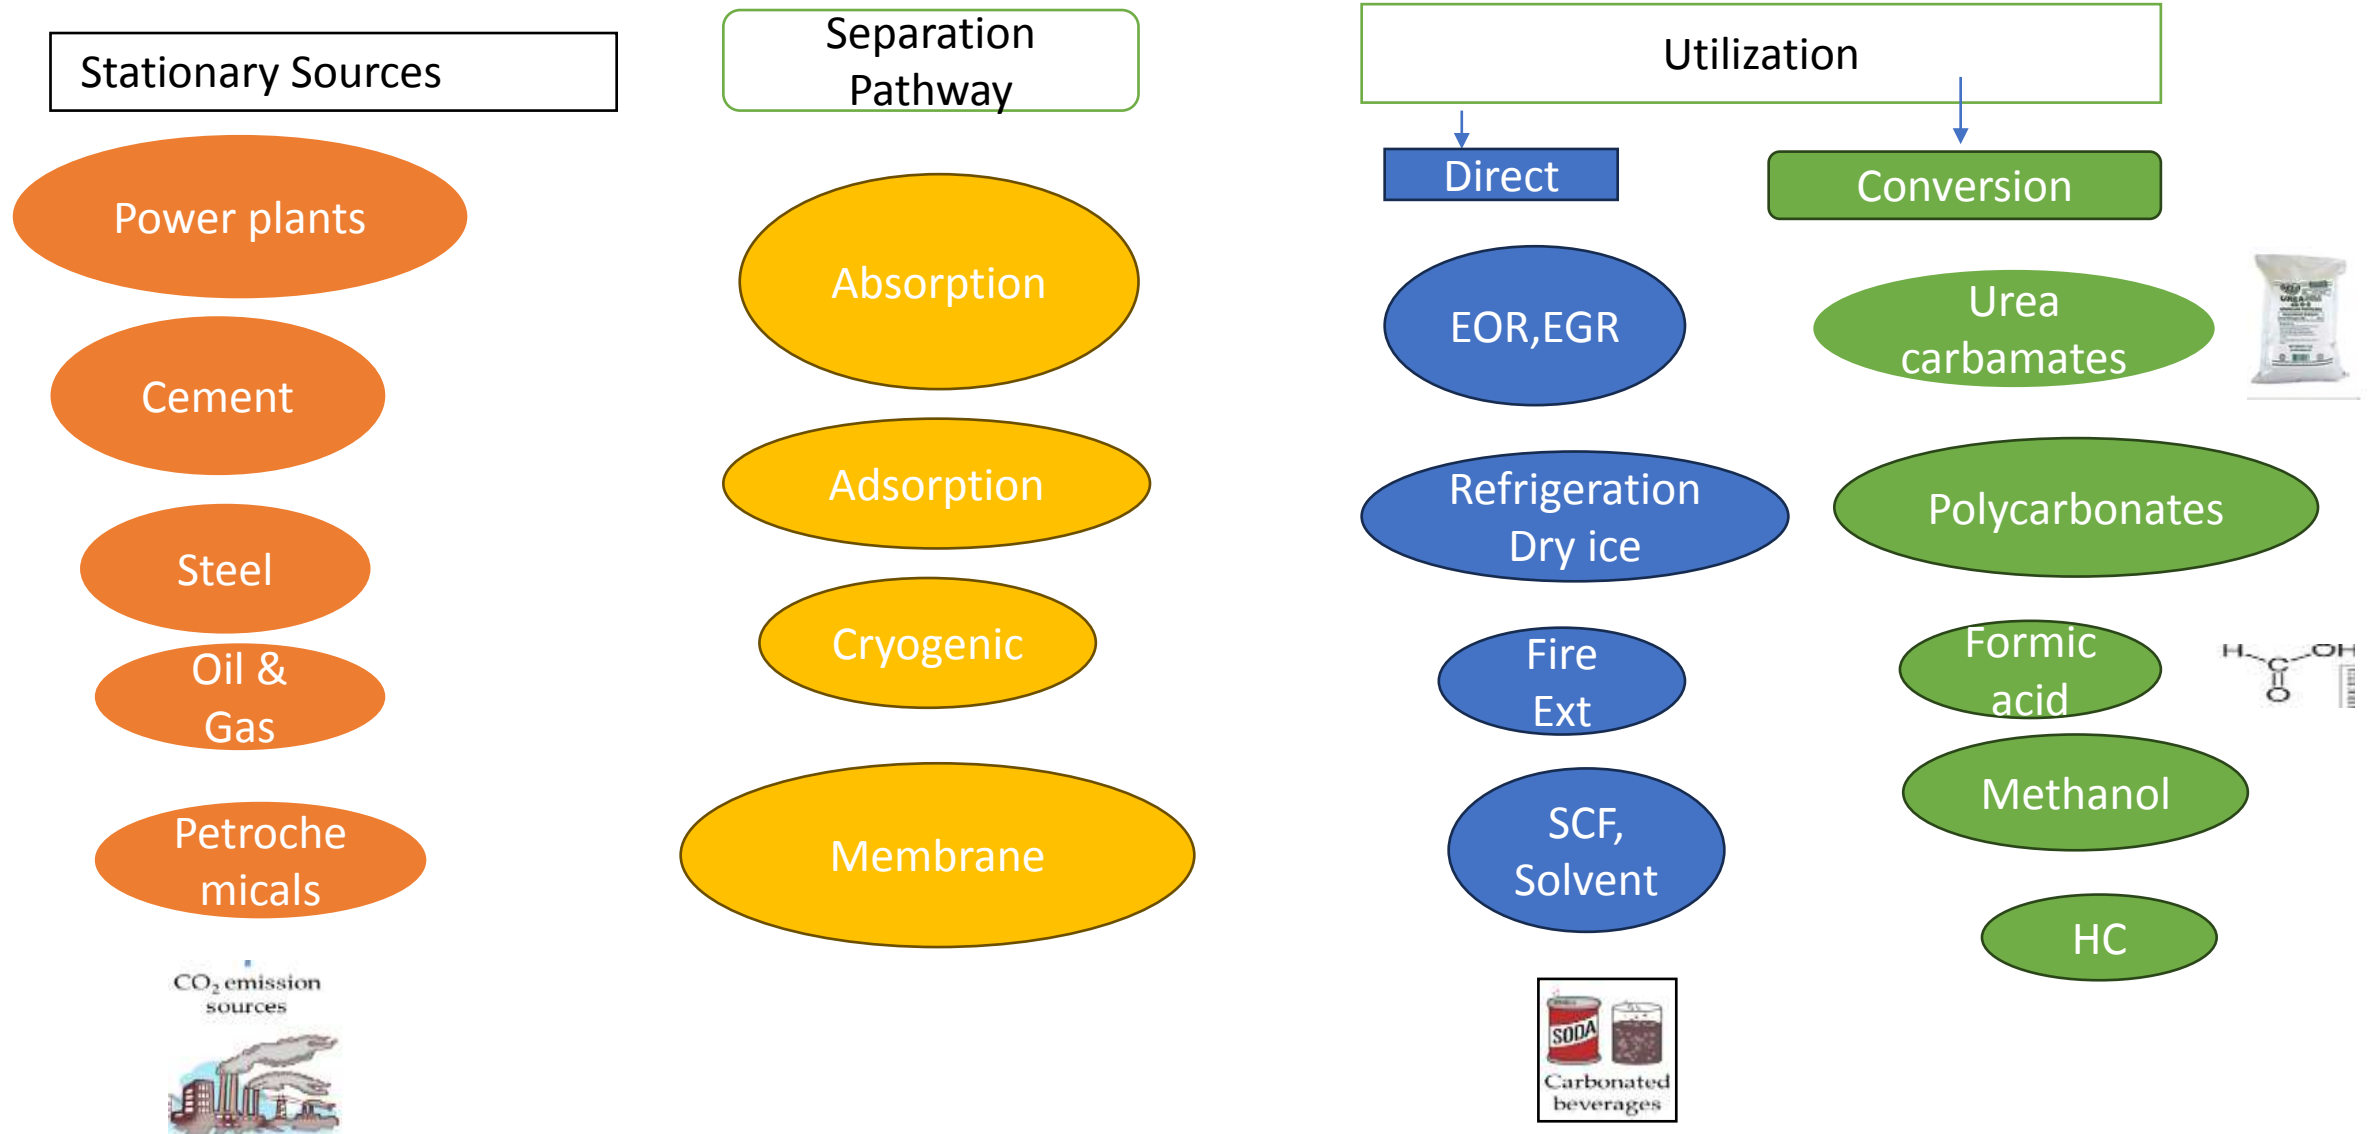 Stationary Sources
Power plants
Cement
Steel
Oil &
Gas
Petroche
micals
CO₂ emission
sources
Separation
Pathway
Absorption
Adsorption
Cryogenic
Membrane
Utilization
Direct
EOR,EGR
Refrigeration
Dry ice
Fire
Ext
SCF,
Solvent
SODA
Carbonated
beverages
Conversion
Urea
carbamates
UREA
Polycarbonates
Formic
acid
H
C
OH
O
Methanol
HC